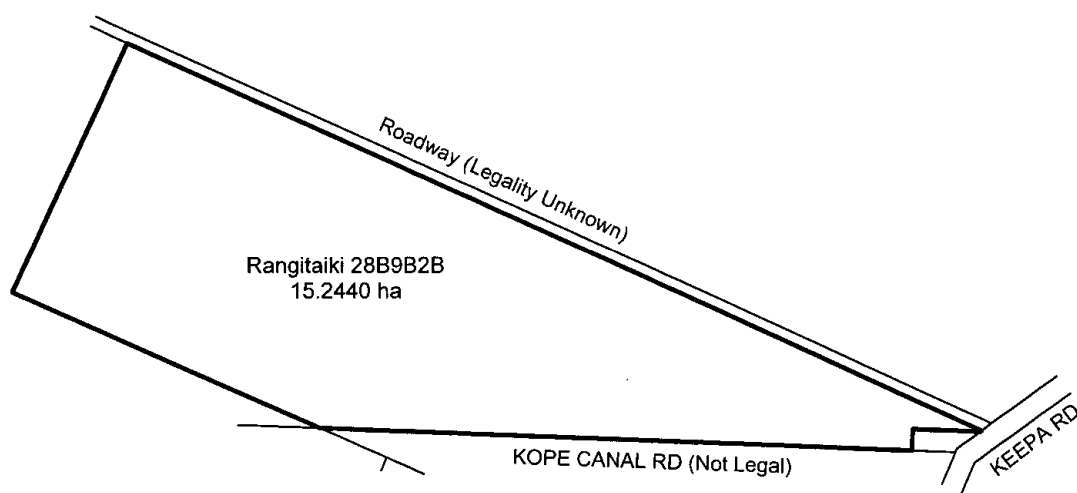 Roadway (Legality Unknown)
Rangitaiki 28B9B2B
15.2440 ha
KOPE CANAL RD (Not Legal)
KEEPA RD